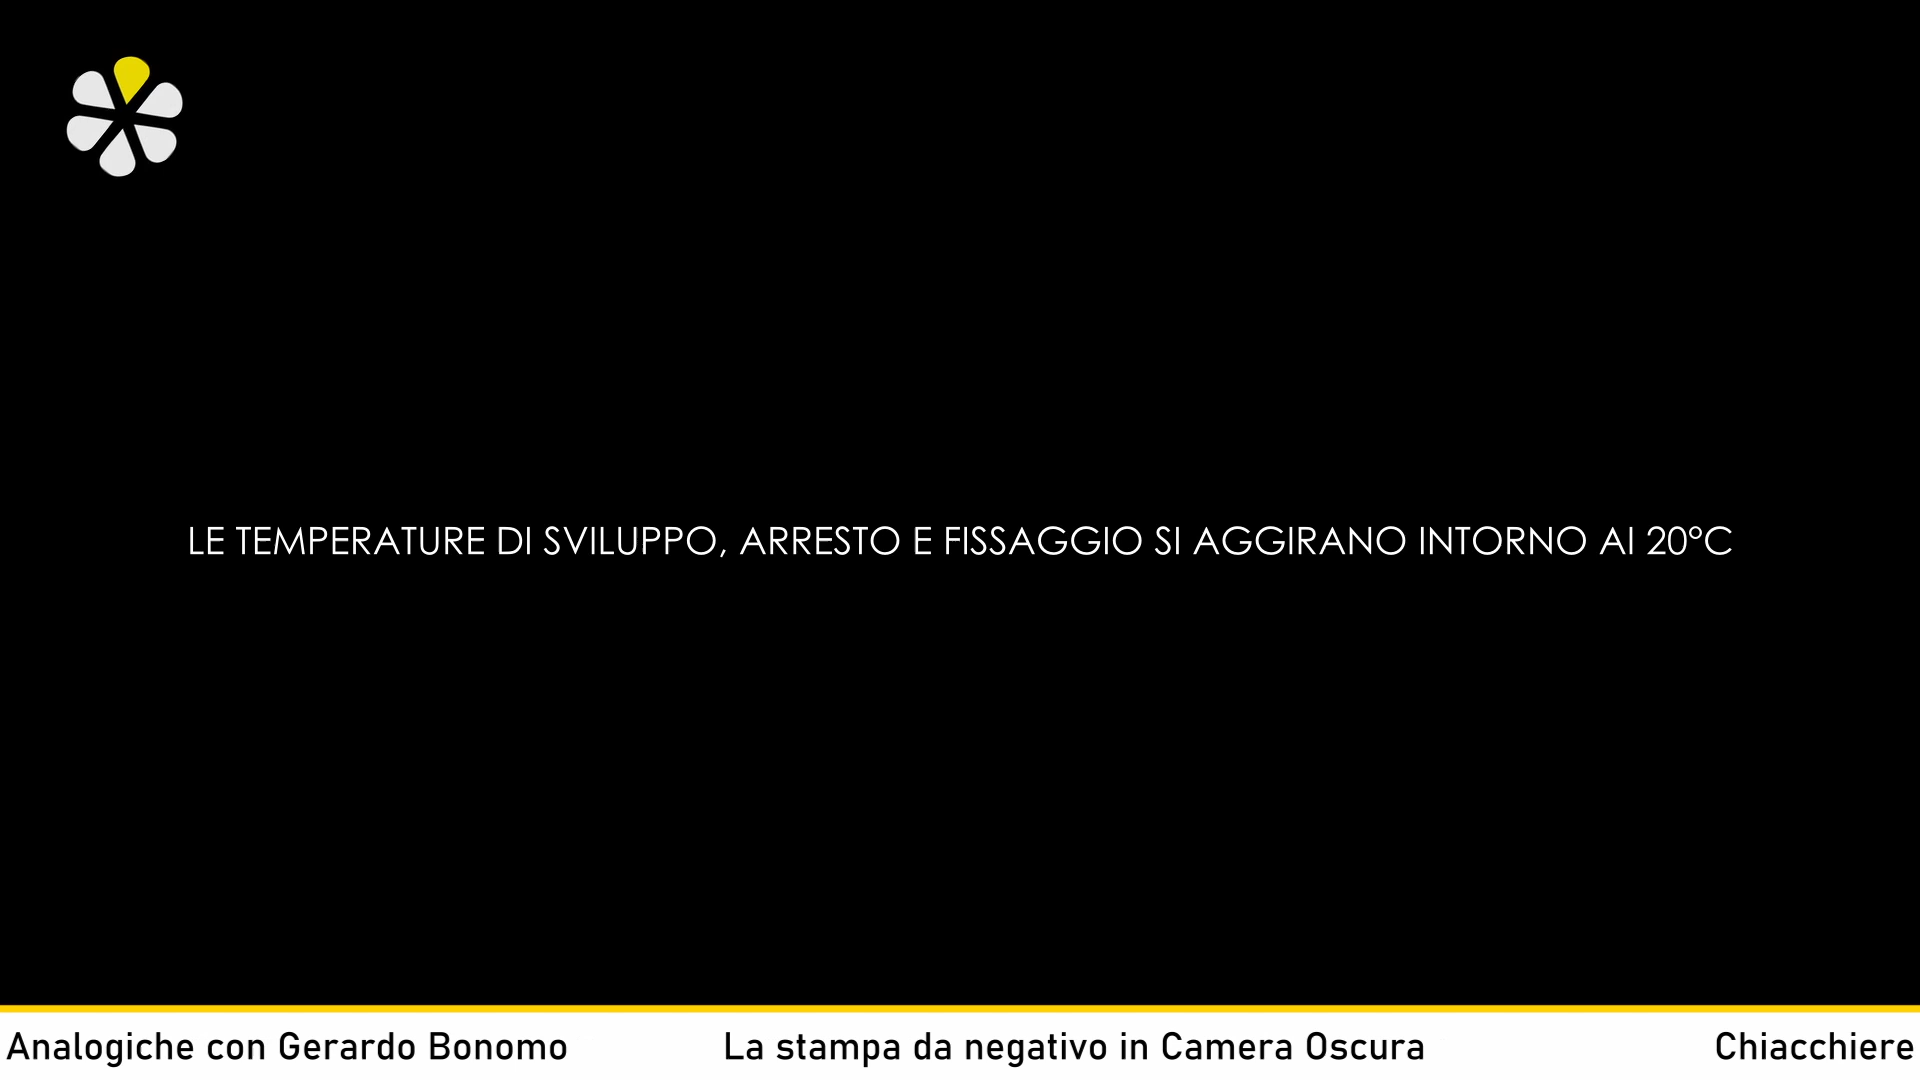 LE TEMPERATURE DI SVILUPPO, ARRESTO E FISSAGGIO SI AGGIRANO INTORNO AI 20°C
Analogiche con Gerardo Bonomo La stampa da negativo in Camera Oscura Chiacchiere